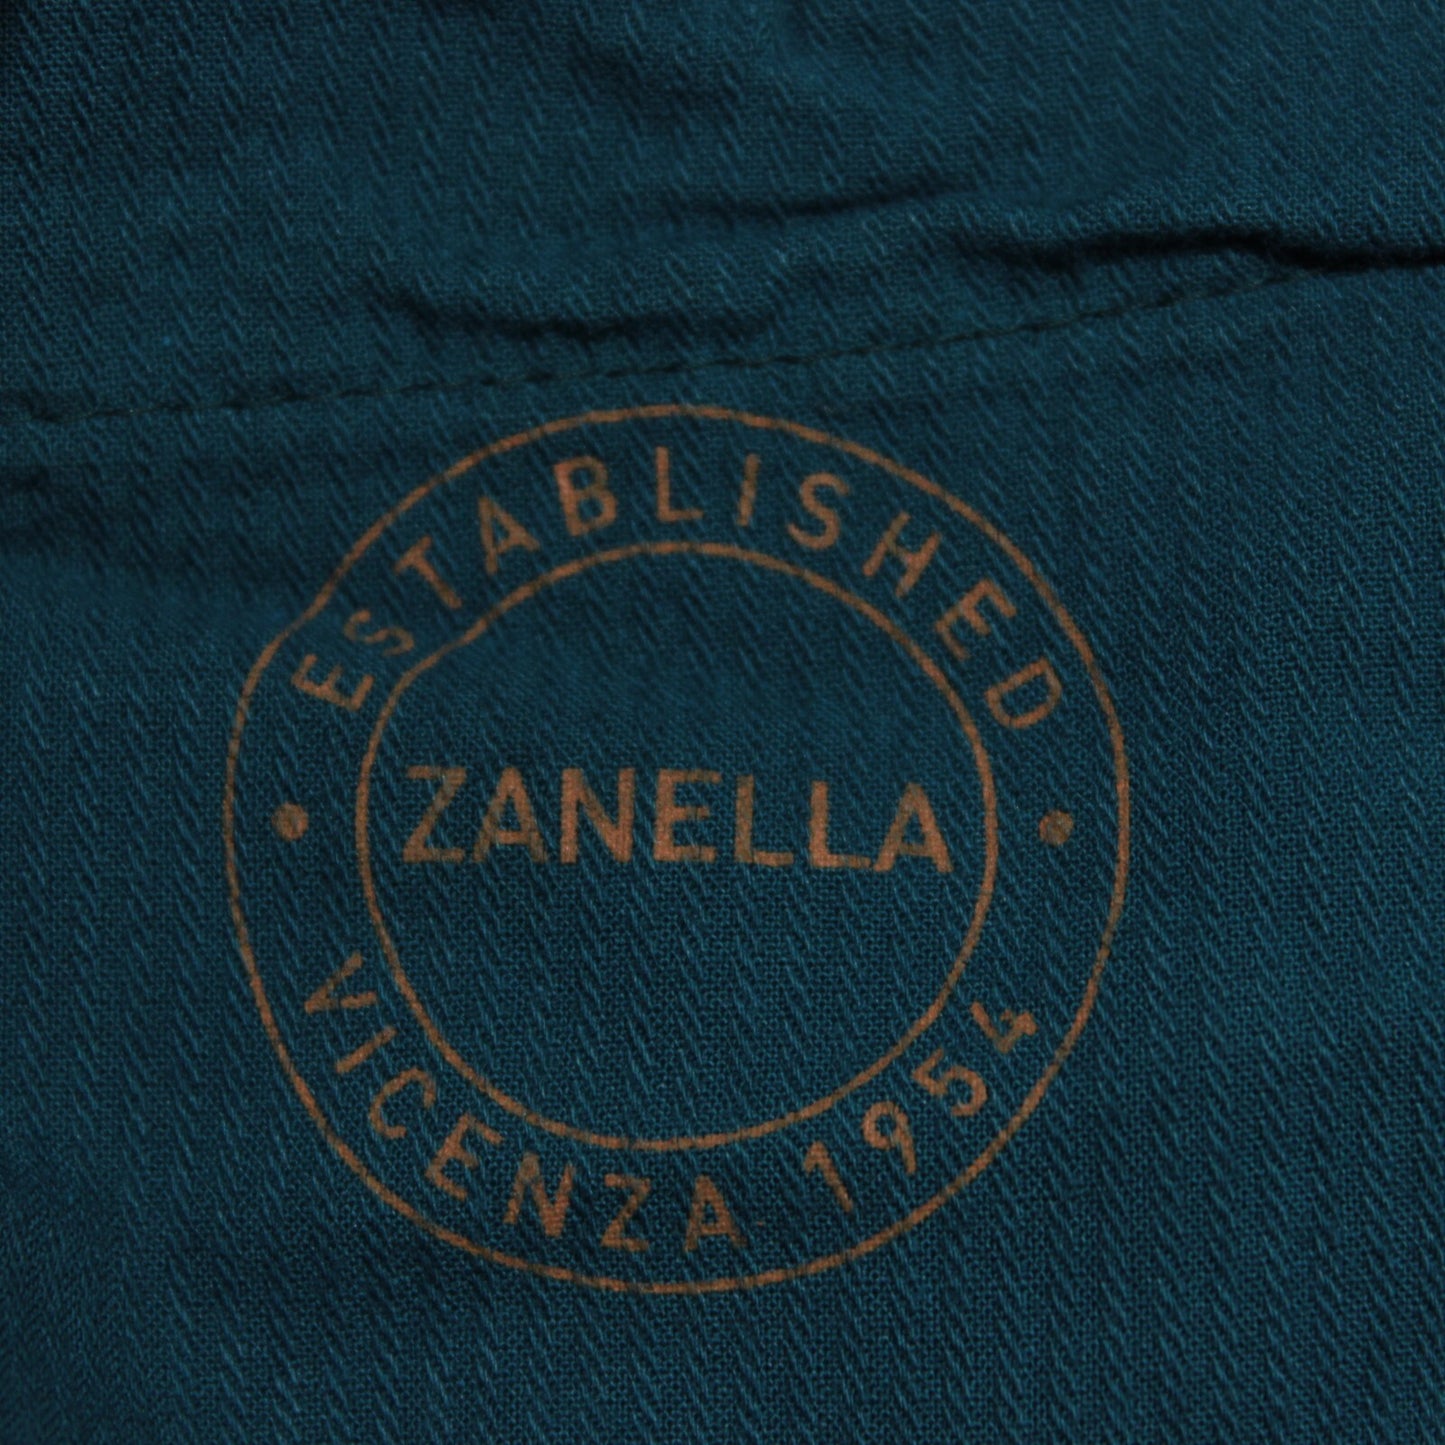 ESTABLISHED
ZANELLA
VICENZA 1954